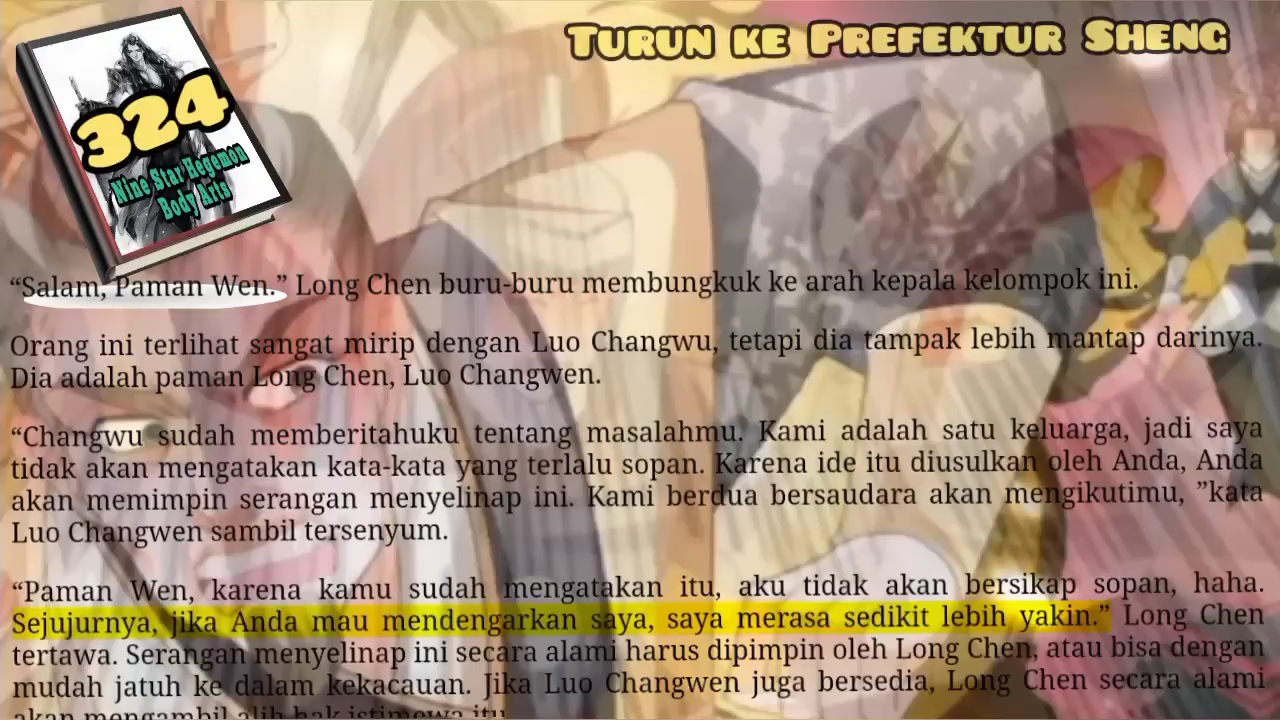 Turun ke Prefektur Sheng
324
Nine Star Hegemon
Body Arts
“Salam, Paman Wen.” Long Chen buru-buru membungkuk ke arah kepala kelompok ini.
Orang ini terlihat sangat mirip dengan Luo Changwu, tetapi dia tampak lebih mantap darinya.
Dia adalah paman Long Chen, Luo Changwen.
“Changwu sudah memberitahuku tentang masalahmu. Kami adalah satu keluarga, jadi saya
tidak akan mengatakan kata-kata yang terlalu sopan. Karena ide itu diusulkan oleh Anda, Anda
akan memimpin serangan menyelinap ini. Kami berdua bersaudara akan mengikutimu, ”kata
Luo Changwen sambil tersenyum.
“Paman Wen, karena kamu sudah mengatakan itu, aku tidak akan bersikap sopan, haha.
Sejujurnya, jika Anda mau mendengarkan saya, saya merasa sedikit lebih yakin.” Long Chen
tertawa. Serangan menyelinap ini secara alami harus dipimpin oleh Long Chen, atau bisa dengan
mudah jatuh ke dalam kekacauan. Jika Luo Changwen juga bersedia, Long Chen secara alami
akan mengambil alih hak istimewa itu